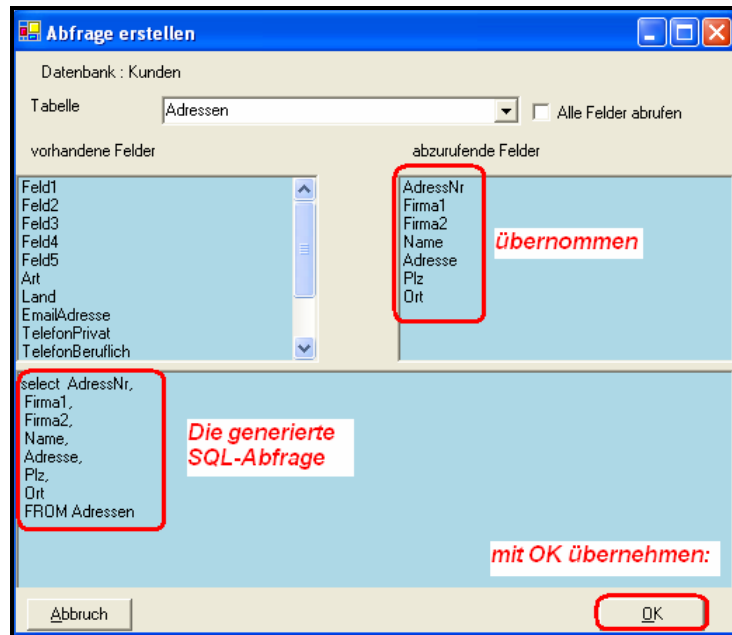 Abfrage erstellen
Datenbank : Kunden
Tabelle
Adressen
Alle Felder abrufen
vorhandene Felder
abzurufende Felder
Feld1
Feld2
Feld3
Feld4
Feld5
Art
Land
EmailAdresse
TelefonPrivat
TelefonBeruflich
AdressNr
Firma1
Firma2
Name
Adresse
Plz
Ort
übernommen
select AdressNr,
Firma1,
Firma2,
Name,
Adresse,
Plz,
Ort
FROM Adressen
Die generierte
SQL-Abfrage
mit OK übernehmen:
Abbruch
OK